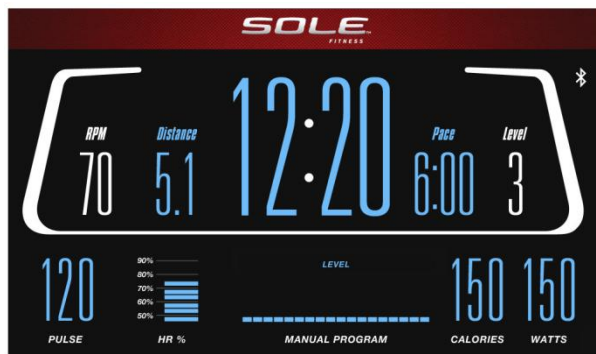 SOLE
FITNESS
RPM
70
Distance
5.1
12:20
Pace
6:00
Level
3
120
PULSE
90%
80%
70%
60%
50%
HR %
LEVEL
MANUAL PROGRAM
150
CALORIES
150
WATTS